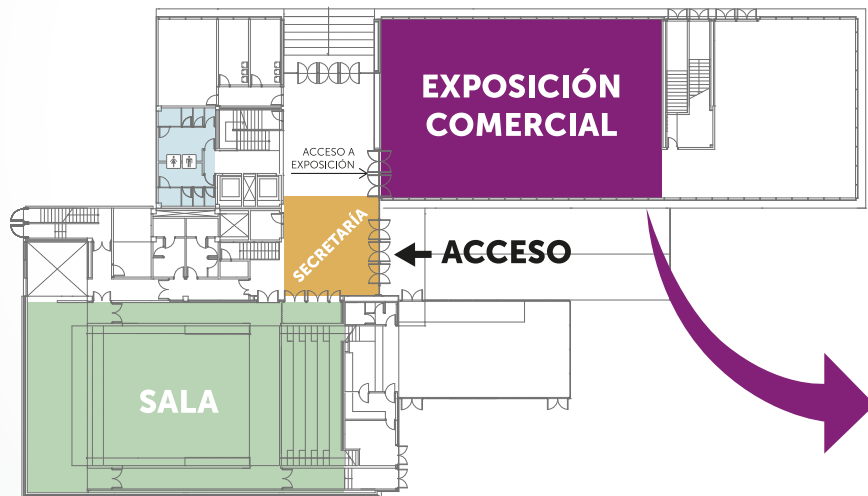 EXPOSICIÓN
COMERCIAL
ACCESO A
EXPOSICIÓN
SECRETARÍA
ACCESO
SALA